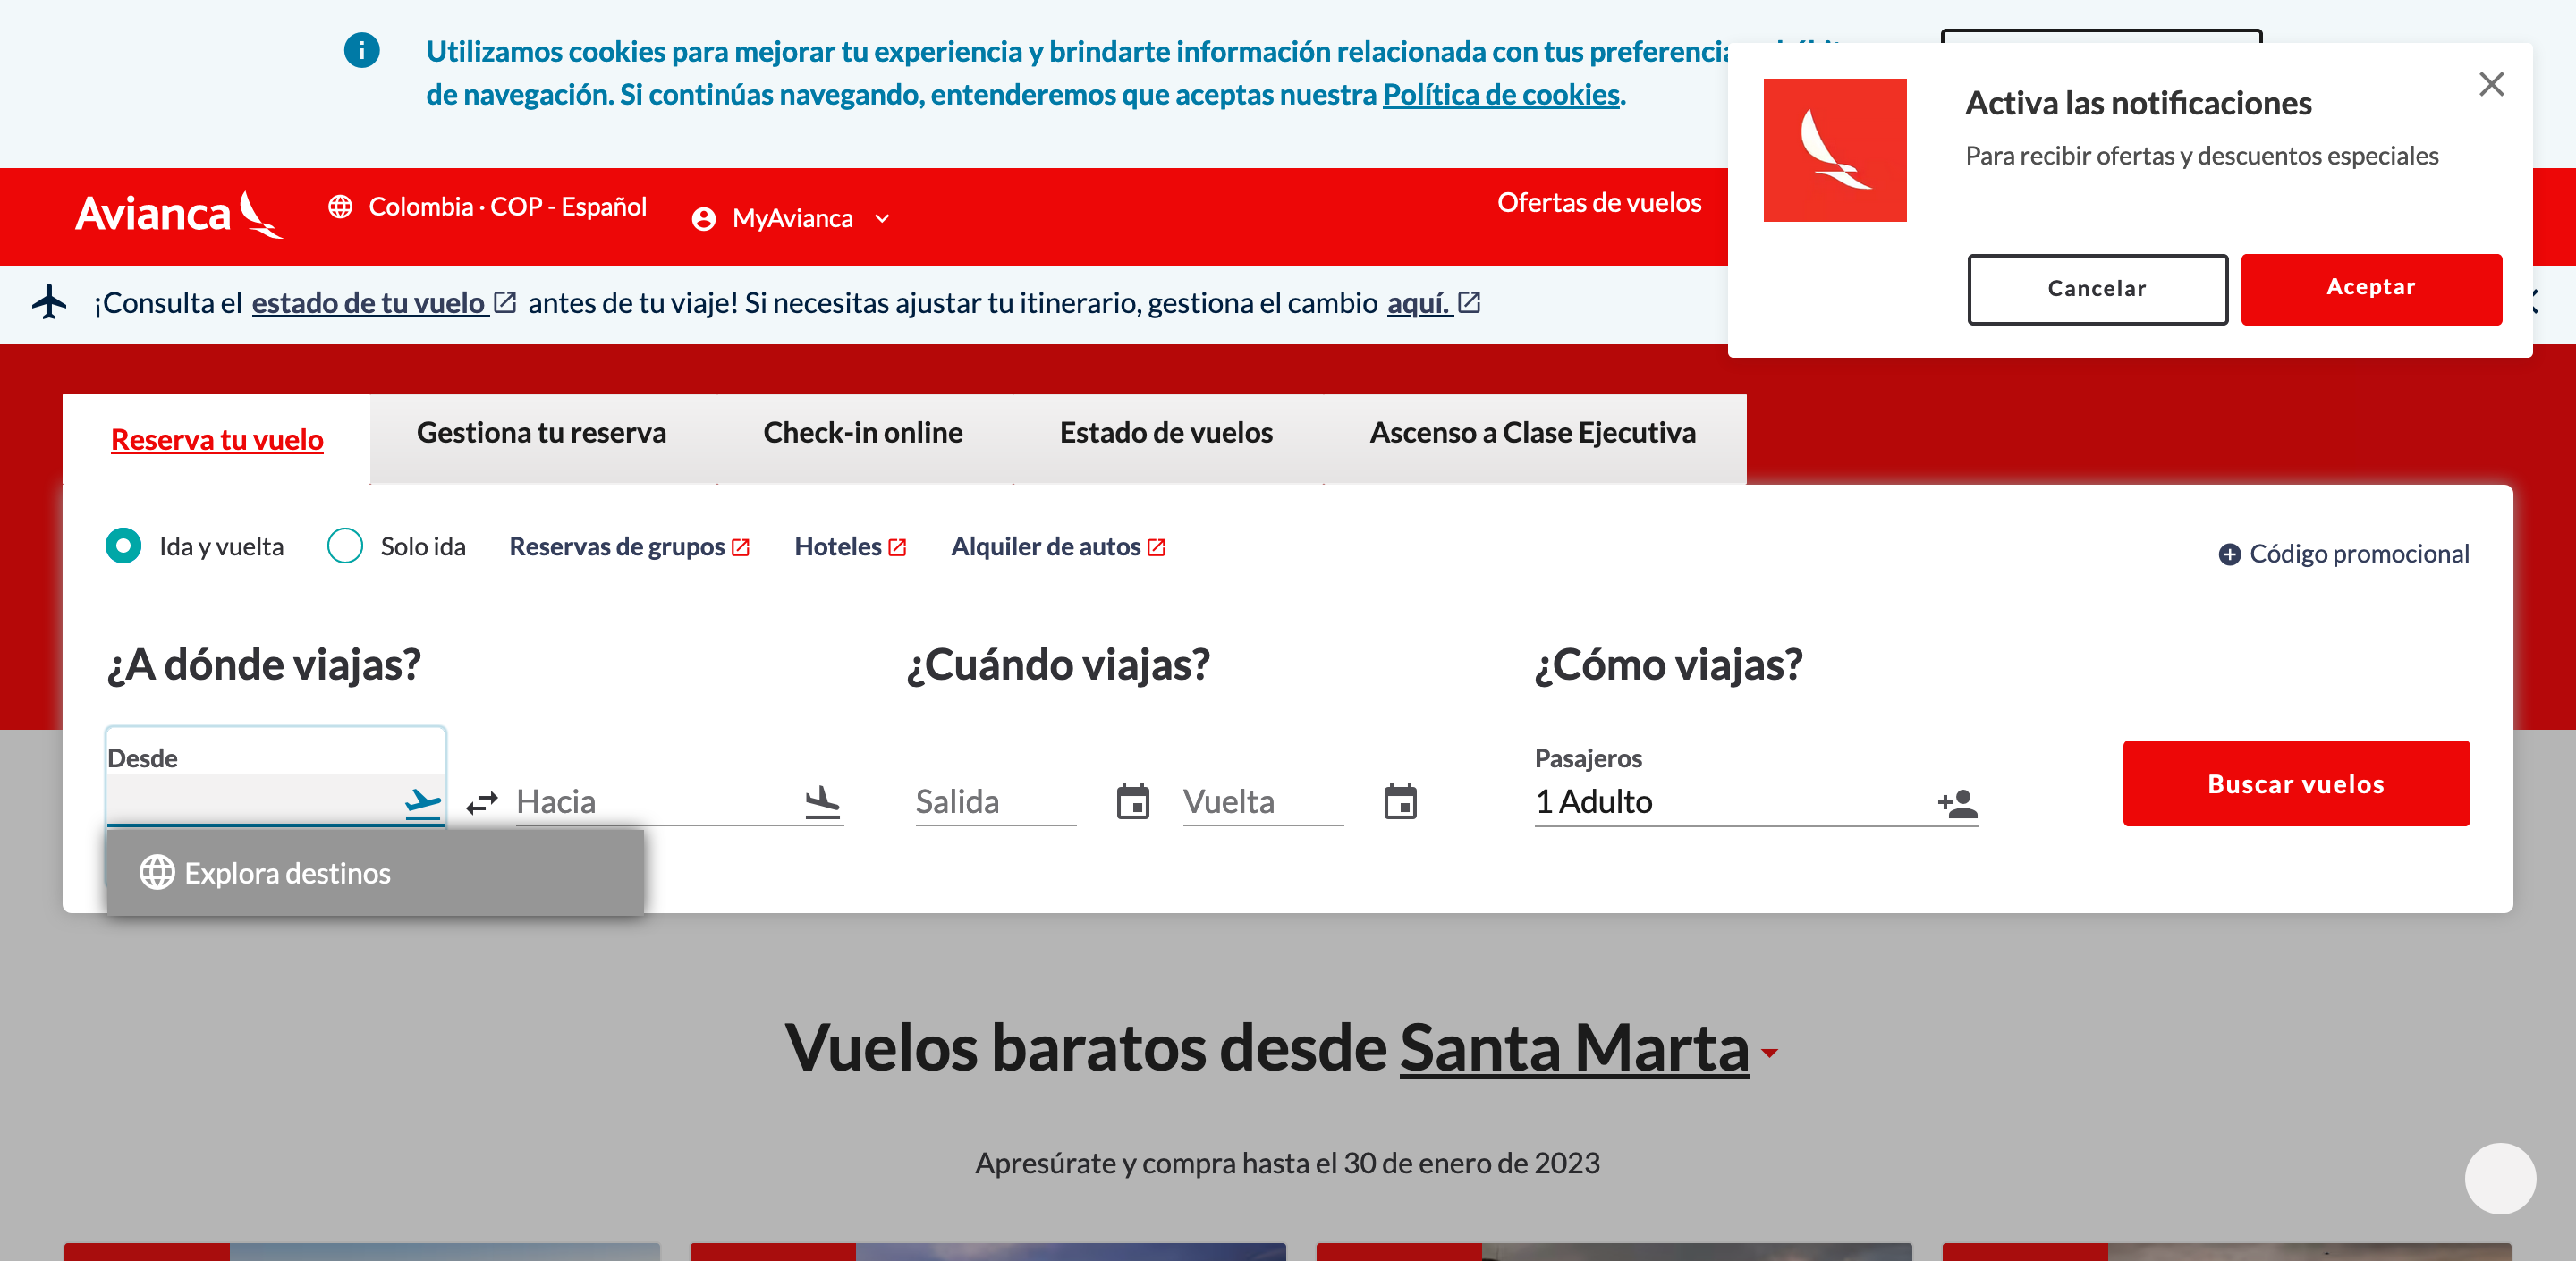 Utilizamos cookies para mejorar tu experiencia y brindarte información relacionada con tus
de navegación. Si continúas navegando, entenderemos que aceptas nuestra Política de cookies.
Activa las notificaciones
Para recibir ofertas y descuentos especiales
Cancelar
Aceptar
Avianca
Colombia · COP - Español
MyAvianca
Ofertas de vuelos
¡Consulta el estado de tu vuelo antes de tu viaje! Si necesitas ajustar tu itinerario, gestiona el cambio aquí.
Reserva tu vuelo
Gestiona tu reserva
Check-in online
Estado de vuelos
Ascenso a Clase Ejecutiva
Ida y vuelta
Solo ida
Reservas de grupos
Hoteles
Alquiler de autos
Código promocional
¿A dónde viajas?
¿Cuándo viajas?
¿Cómo viajas?
Desde
Hacia
Salida
Vuelta
Pasajeros
1 Adulto
Buscar vuelos
Explora destinos
Vuelos baratos desde Santa Marta
Apresúrate y compra hasta el 30 de enero de 2023